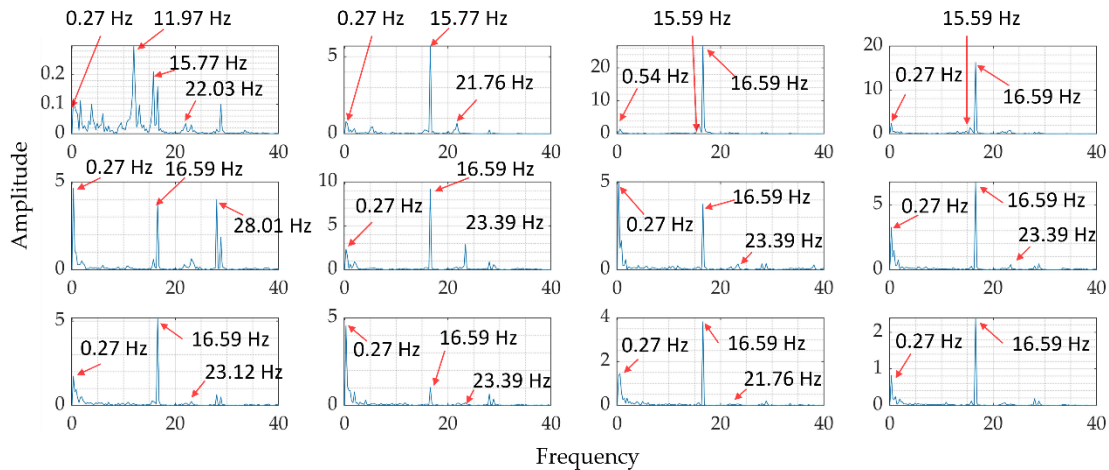 0.27 Hz 11.97 Hz 0.27 Hz 15.77 Hz 15.59 Hz 15.59 Hz
0.2 0.1 0 15.77 Hz 22.03 Hz
0 20 40
5 0 21.76 Hz
0 20 40
20 10 0 0.54 Hz 16.59 Hz
0 20 40
20 10 0 0.27 Hz 16.59 Hz
0 20 40
Amplitude
5 0 0.27 Hz 16.59 Hz 28.01 Hz
0 20 40
10 5 0 0.27 Hz 16.59 Hz 23.39 Hz
0 20 40
5 0 0.27 Hz 16.59 Hz 23.39 Hz
0 20 40
5 0 0.27 Hz 16.59 Hz 23.39 Hz
0 20 40
5 0 0.27 Hz 16.59 Hz 23.12 Hz
0 20 40
5 0 0.27 Hz 16.59 Hz 23.39 Hz
0 20 40
4 2 0 0.27 Hz 16.59 Hz 21.76 Hz
0 20 40
2 1 0 0.27 Hz 16.59 Hz
0 20 40
Frequency